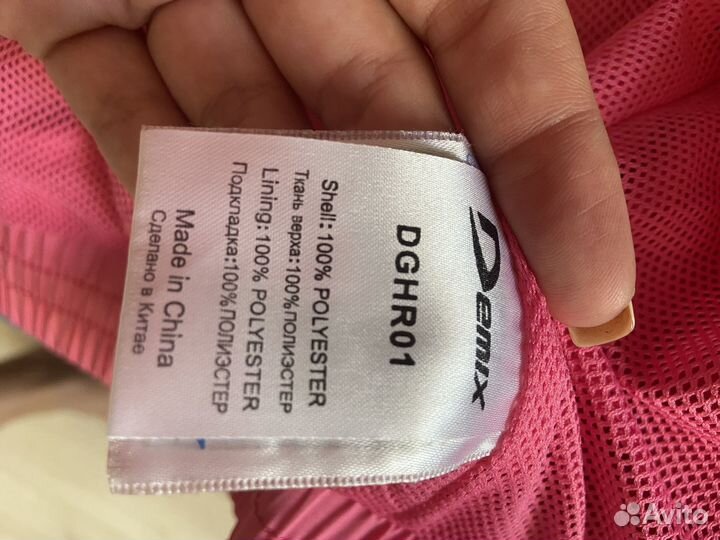 Demix
DGHR01
Shell: 100% POLYESTER
Ткань верха:100%ПОЛИЭСТЕР
Lining: 100% POLYESTER
Подкладка:100%ПОЛИЭСТЕР
Made in China
Сделано в Китае
Avito